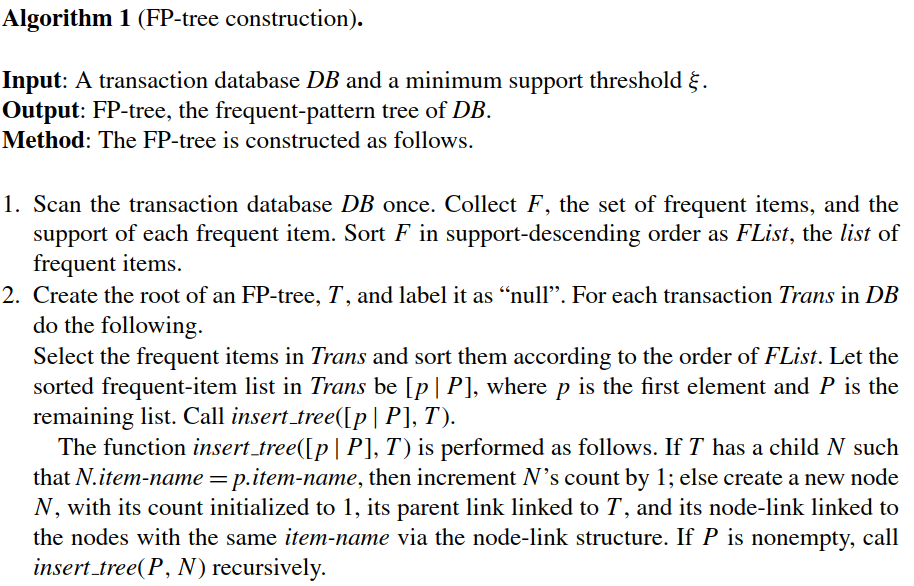 Algorithm 1 (FP-tree construction).
Input: A transaction database DB and a minimum support threshold ξ.
Output: FP-tree, the frequent-pattern tree of DB.
Method: The FP-tree is constructed as follows.
1. Scan the transaction database DB once. Collect F, the set of frequent items, and the
support of each frequent item. Sort F in support-descending order as FList, the list of
frequent items.
2. Create the root of an FP-tree, T, and label it as “null”. For each transaction Trans in DB
do the following.
Select the frequent items in Trans and sort them according to the order of FList. Let the
sorted frequent-item list in Trans be [p | P], where p is the first element and P is the
remaining list. Call insert_tree([p | P], T).
The function insert_tree([p | P], T) is performed as follows. If T has a child N such
that N.item-name = p.item-name, then increment N’s count by 1; else create a new node
N, with its count initialized to 1, its parent link linked to T, and its node-link linked to
the nodes with the same item-name via the node-link structure. If P is nonempty, call
insert_tree(P, N) recursively.